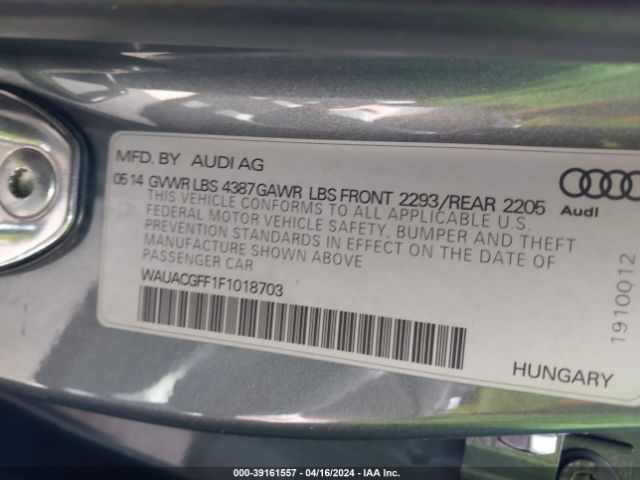 MFD. BY AUDI AG
0514 GVWR LBS 4387 GAWR LBS FRONT 2293/REAR 2205
THIS VEHICLE CONFORMS TO ALL APPLICABLE U.S.
FEDERAL MOTOR VEHICLE SAFETY, BUMPER AND THEFT
PREVENTION STANDARDS IN EFFECT ON THE DATE OF
MANUFACTURE SHOWN ABOVE
PASSENGER CAR
WAUACGFF1F1018703
Audi
1910012
HUNGARY
000-39161557 - 04/16/2024 - IAA Inc.